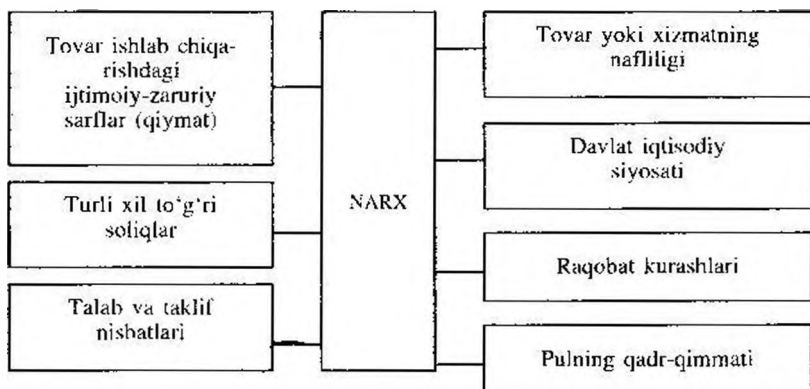 Tovar ishlab chiqa-
rishdagi
ijtimoiy-zaruriy
sarflar (qiymat)
Turli xil to‘g‘ri
soliqlar
Talab va taklif
nisbatlari
NARX
Tovar yoki xizmatning
nafliligi
Davlat iqtisodiy
siyosati
Raqobat kurashlari
Pulning qadr-qimmati